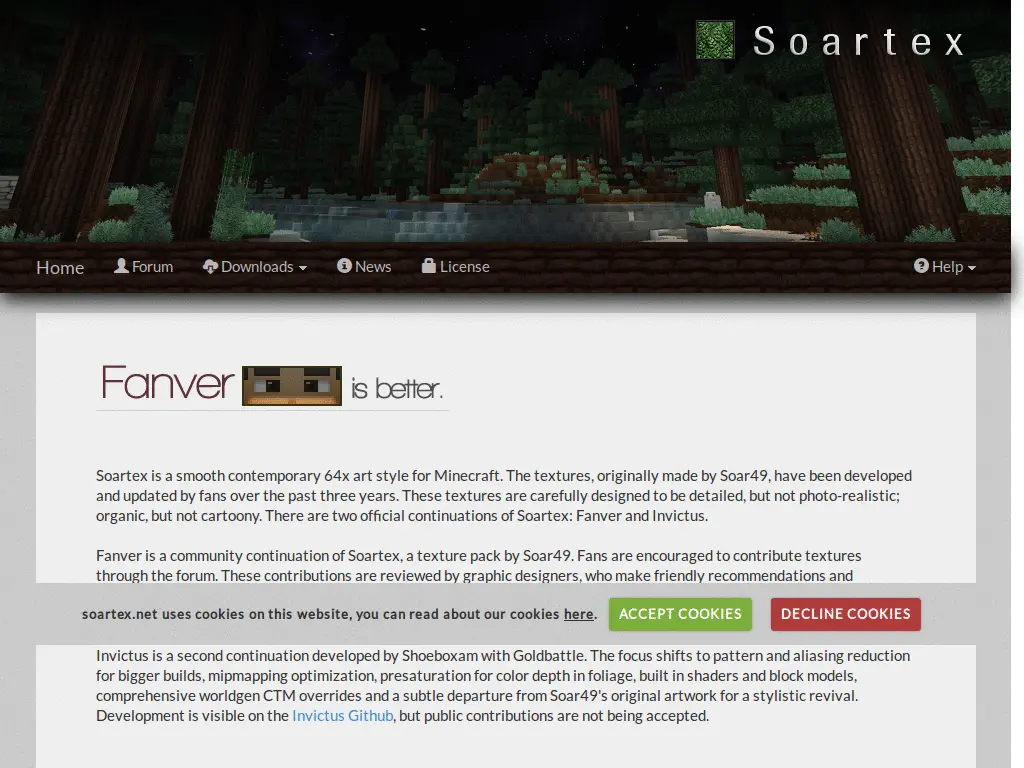 Soartex
Home Forum Downloads News License Help
Fanver is better.
Soartex is a smooth contemporary 64x art style for Minecraft. The textures, originally made by Soar49, have been developed
and updated by fans over the past three years. These textures are carefully designed to be detailed, but not photo-realistic;
organic, but not cartoony. There are two official continuations of Soartex: Fanver and Invictus.
Fanver is a community continuation of Soartex, a texture pack by Soar49. Fans are encouraged to contribute textures
through the forum. These contributions are reviewed by graphic designers, who make friendly recommendations and
soartex.net uses cookies on this website, you can read about our cookies here. ACCEPT COOKIES DECLINE COOKIES
Invictus is a second continuation developed by Shoeboxam with Goldbattle. The focus shifts to pattern and aliasing reduction
for bigger builds, mipmapping optimization, presaturation for color depth in foliage, built in shaders and block models,
comprehensive worldgen CTM overrides and a subtle departure from Soar49's original artwork for a stylistic revival.
Development is visible on the Invictus Github, but public contributions are not being accepted.